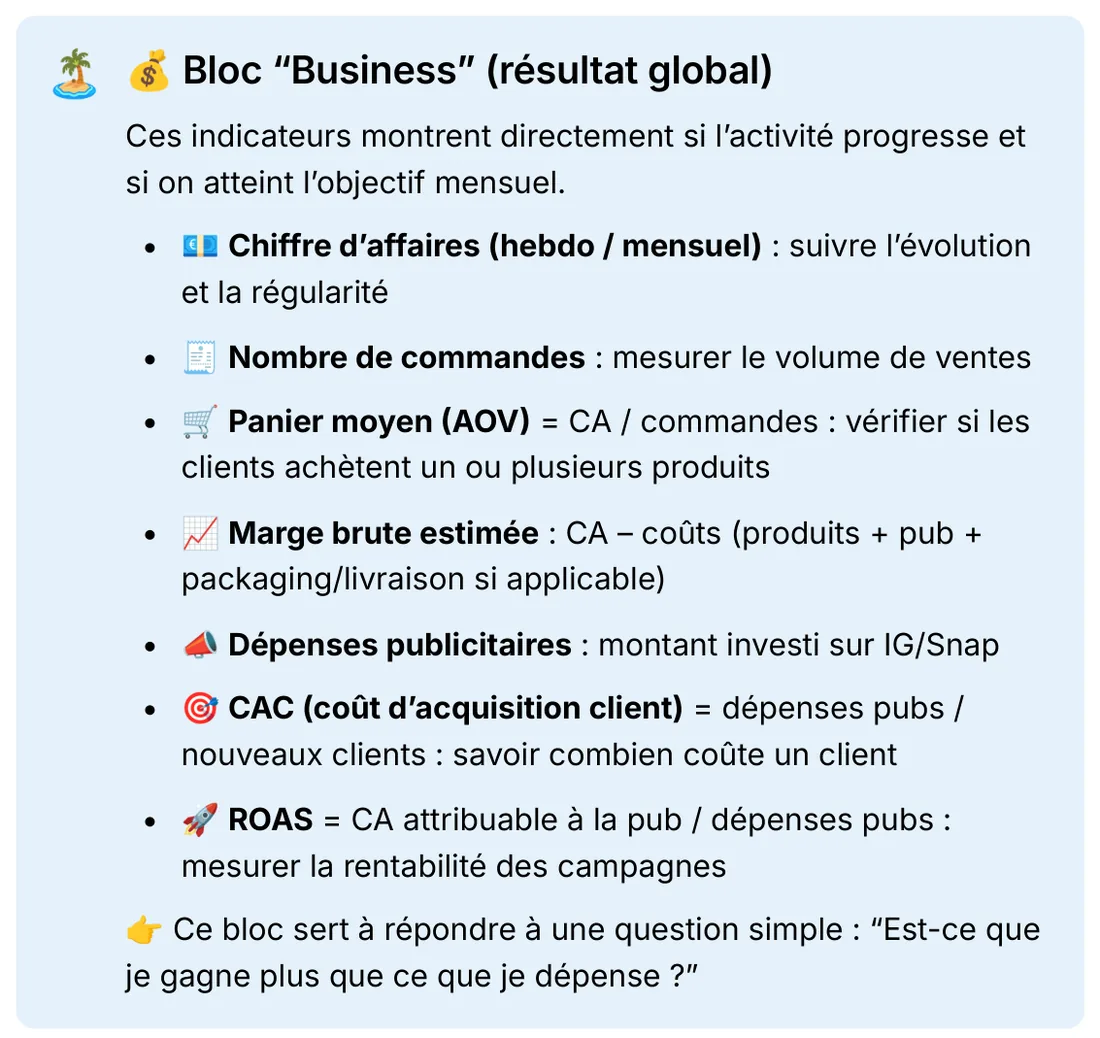 🏝️ 💰 Bloc “Business” (résultat global)
Ces indicateurs montrent directement si l’activité progresse et
si on atteint l’objectif mensuel.
• 💶 Chiffre d’affaires (hebdo / mensuel) : suivre l’évolution
et la régularité
• 🧾 Nombre de commandes : mesurer le volume de ventes
• 🛒 Panier moyen (AOV) = CA / commandes : vérifier si les
clients achètent un ou plusieurs produits
• 📈 Marge brute estimée : CA – coûts (produits + pub +
packaging/livraison si applicable)
• 📣 Dépenses publicitaires : montant investi sur IG/Snap
• 🎯 CAC (coût d’acquisition client) = dépenses pubs /
nouveaux clients : savoir combien coûte un client
• 🚀 ROAS = CA attribuable à la pub / dépenses pubs :
mesurer la rentabilité des campagnes
👉 Ce bloc sert à répondre à une question simple : “Est-ce que
je gagne plus que ce que je dépense ?”